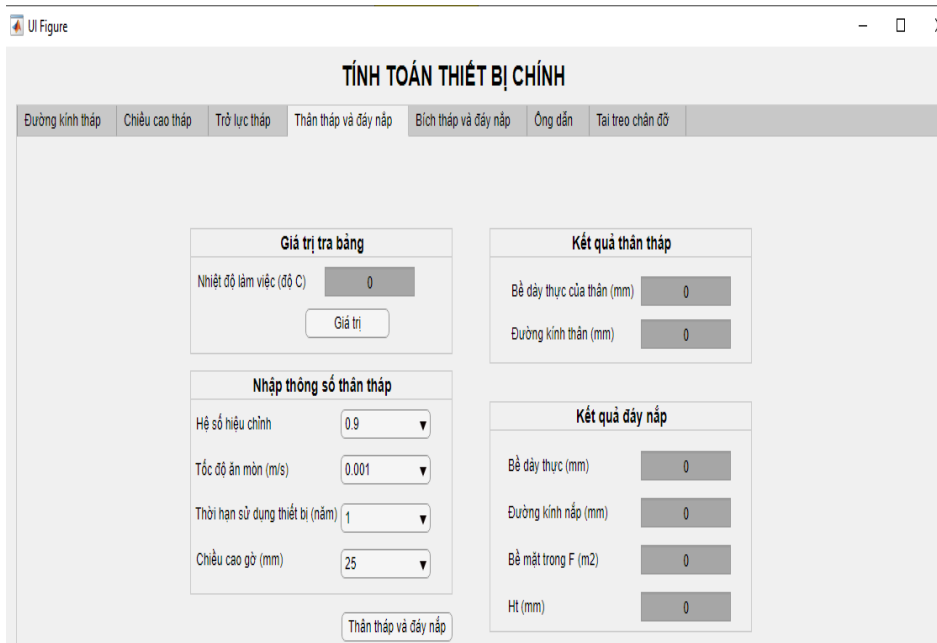 UI Figure
TÍNH TOÁN THIẾT BỊ CHÍNH
Đường kính tháp Chiều cao tháp Trở lực tháp Thân tháp và đáy nắp Bích tháp và đáy nắp Ống dẫn Tai treo chân đỡ
Giá trị tra bảng
Nhiệt độ làm việc (độ C) 0
Giá trị
Nhập thông số thân tháp
Hệ số hiệu chỉnh 0.9
Tốc độ ăn mòn (m/s) 0.001
Thời hạn sử dụng thiết bị (năm) 1
Chiều cao gờ (mm) 25
Thân tháp và đáy nắp
Kết quả thân tháp
Bề dày thực của thân (mm) 0
Đường kính thân (mm) 0
Kết quả đáy nắp
Bề dày thực (mm) 0
Đường kính nắp (mm) 0
Bề mặt trong F (m2) 0
Ht (mm) 0